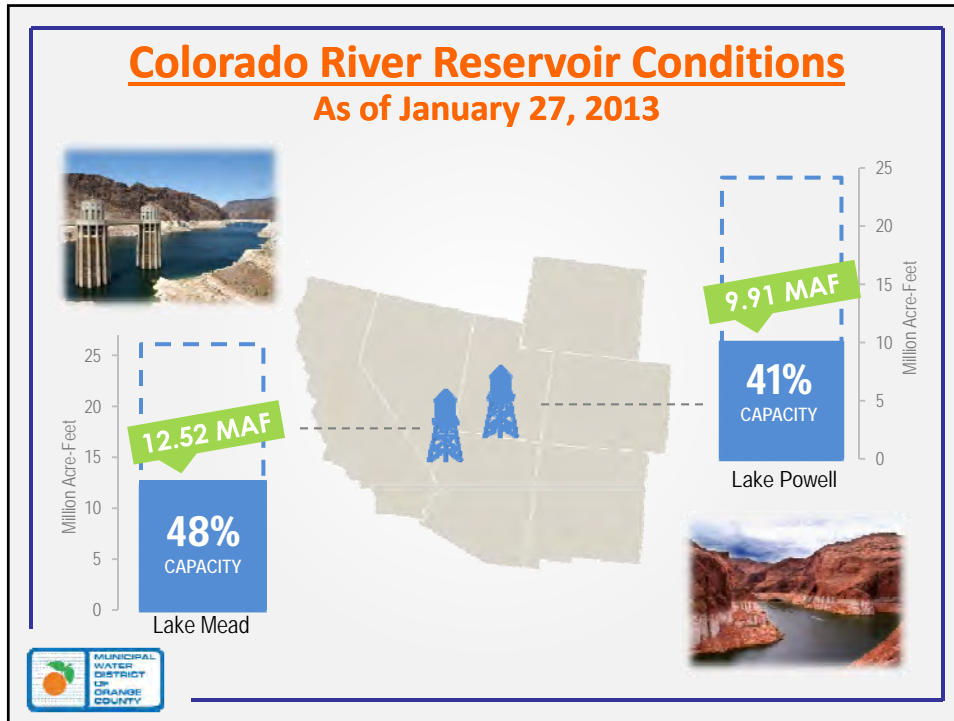 Colorado River Reservoir Conditions
As of January 27, 2013
25
20
15
10
5
0
Million Acre-Feet
12.52 MAF
48%
CAPACITY
Lake Mead
25
20
15
10
5
0
Million Acre-Feet
9.91 MAF
41%
CAPACITY
Lake Powell
MUNICIPAL
WATER
DISTRICT
OF
ORANGE
COUNTY